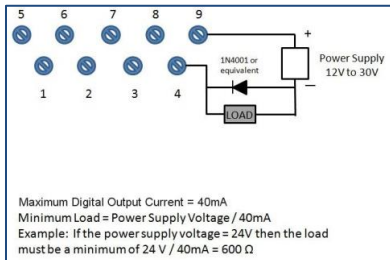 5 6 7 8 9
+
1N4001 or
equivalent
Power Supply
12V to 30V
1 2 3 4
LOAD
—
Maximum Digital Output Current = 40mA
Minimum Load = Power Supply Voltage / 40mA
Example: If the power supply voltage = 24V then the load
must be a minimum of 24 V / 40mA = 600 Ω